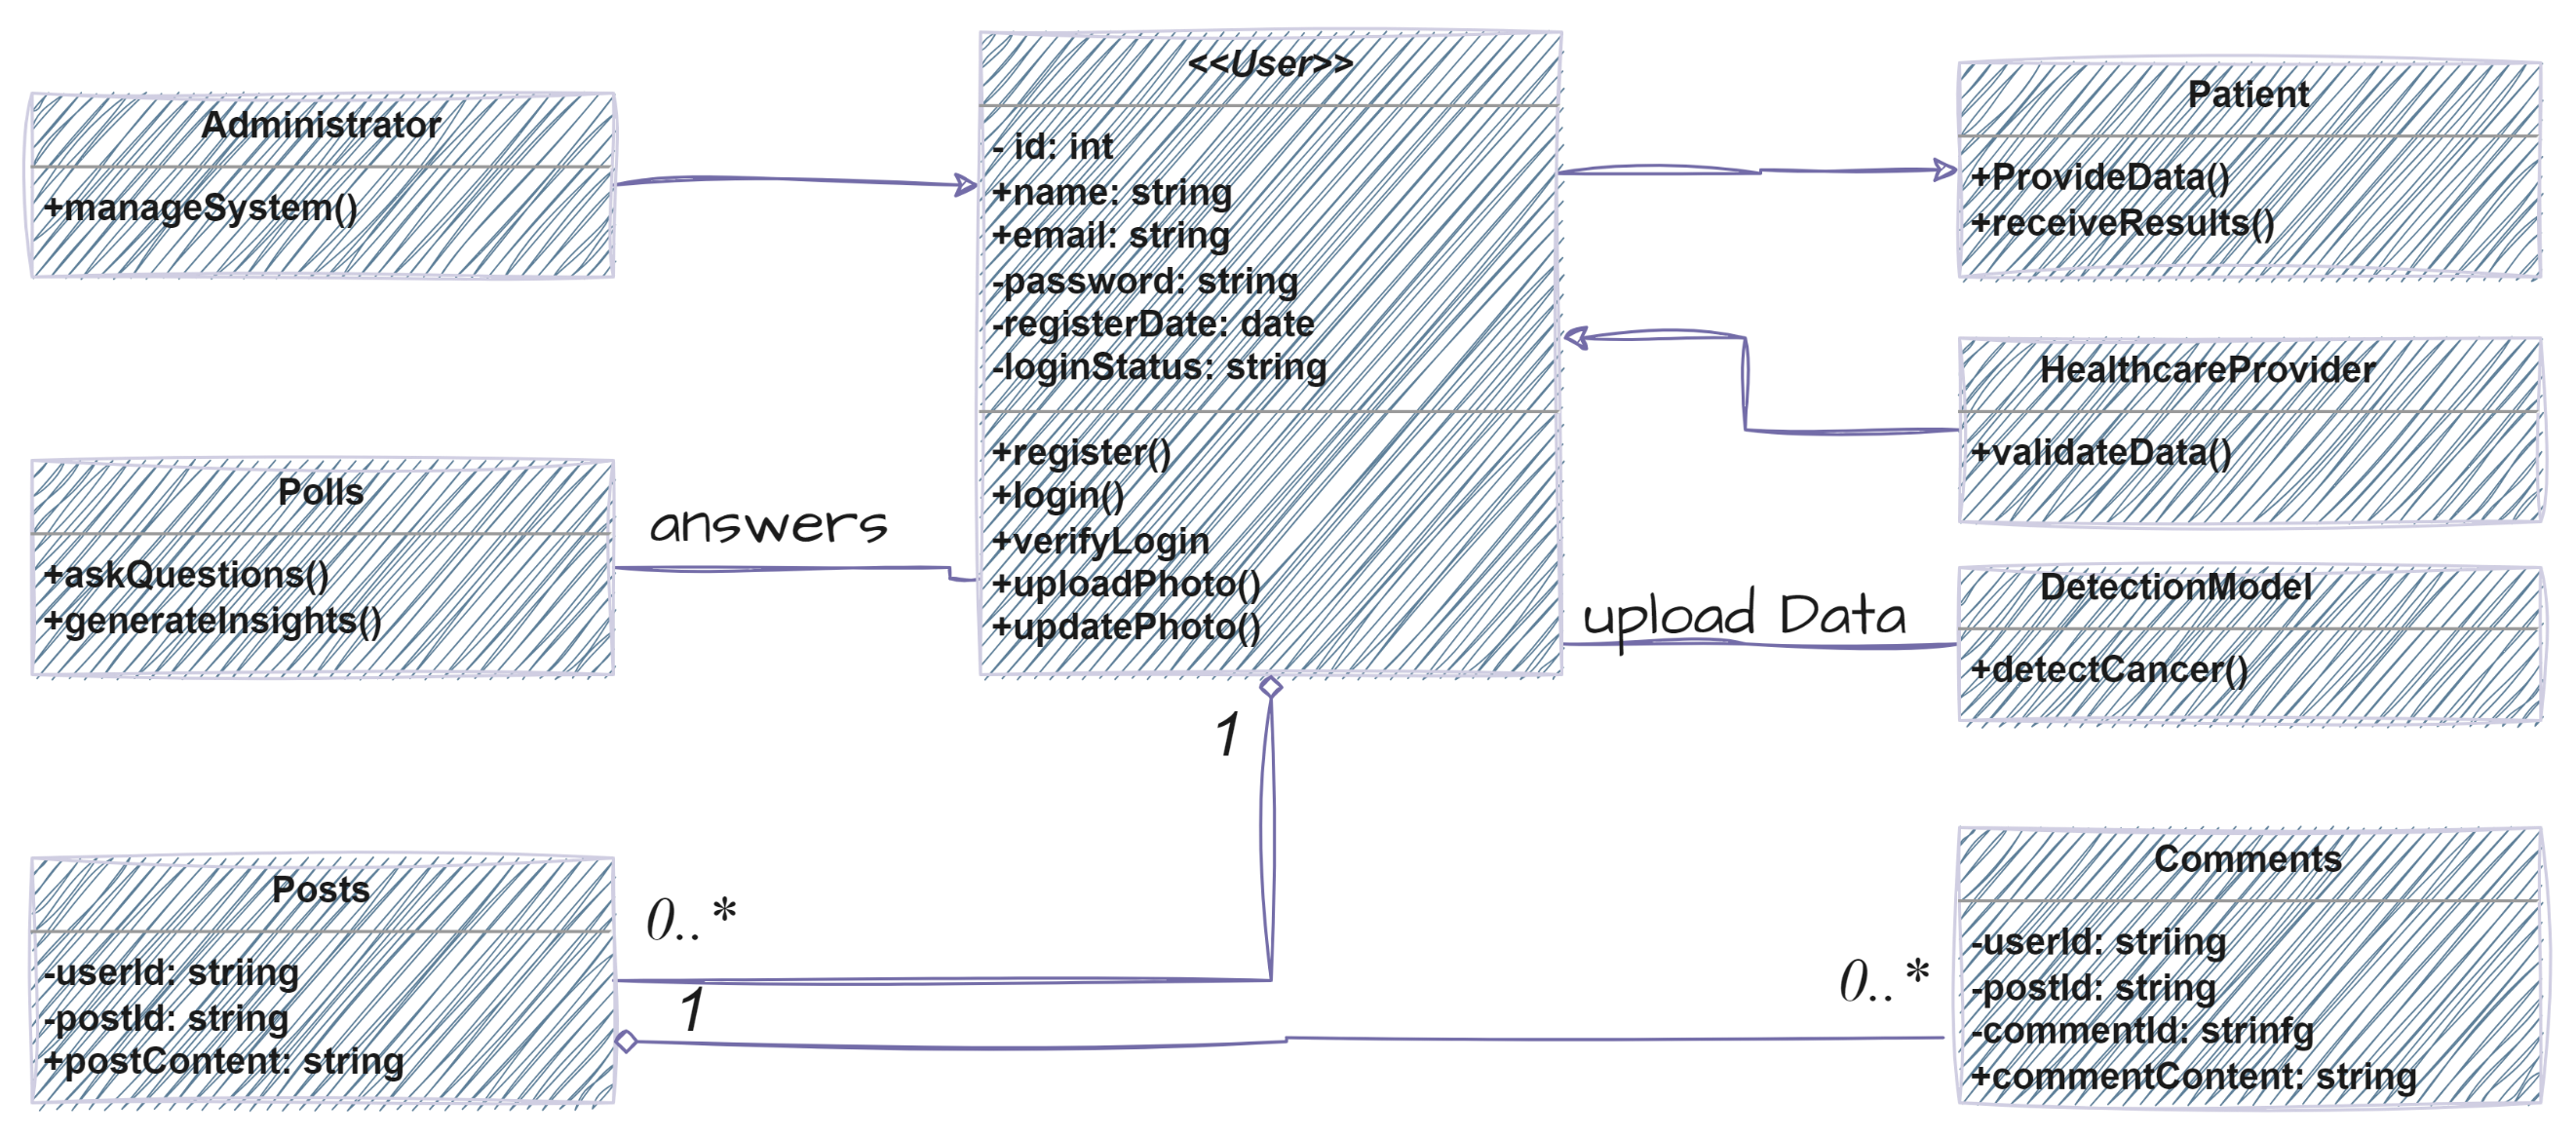 Administrator
+manageSystem()
<<User>>
- id: int
+name: string
+email: string
-password: string
-registerDate: date
-loginStatus: string
+register()
+login()
+verifyLogin
+uploadPhoto()
+updatePhoto()
Patient
+ProvideData()
+receiveResults()
HealthcareProvider
+validateData()
Polls
+askQuestions()
+generateInsights()
answers
upload Data
DetectionModel
+detectCancer()
1
Posts
-userId: striing
-postId: string
+postContent: string
0..*
1
0..*
Comments
-userId: striing
-postId: string
-commentId: strinfg
+commentContent: string